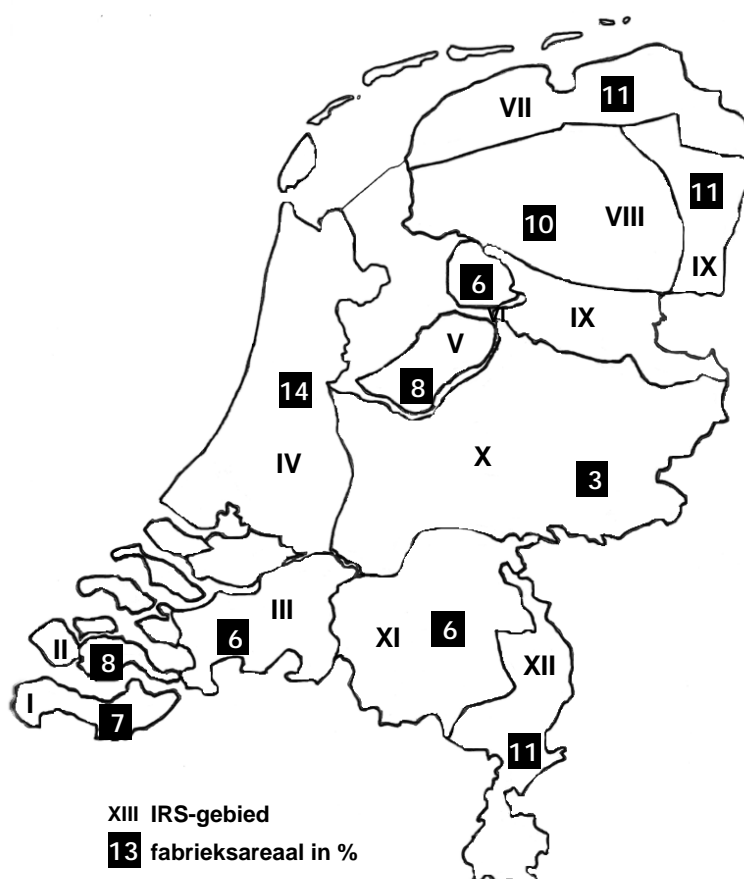 VII 11
11
10 VIII
IX
6
VI IX
V
14 8
IV X
3
III
XI 6
6
II
8 XII
I
7
11
XIII IRS-gebied
13 fabrieksareaal in %